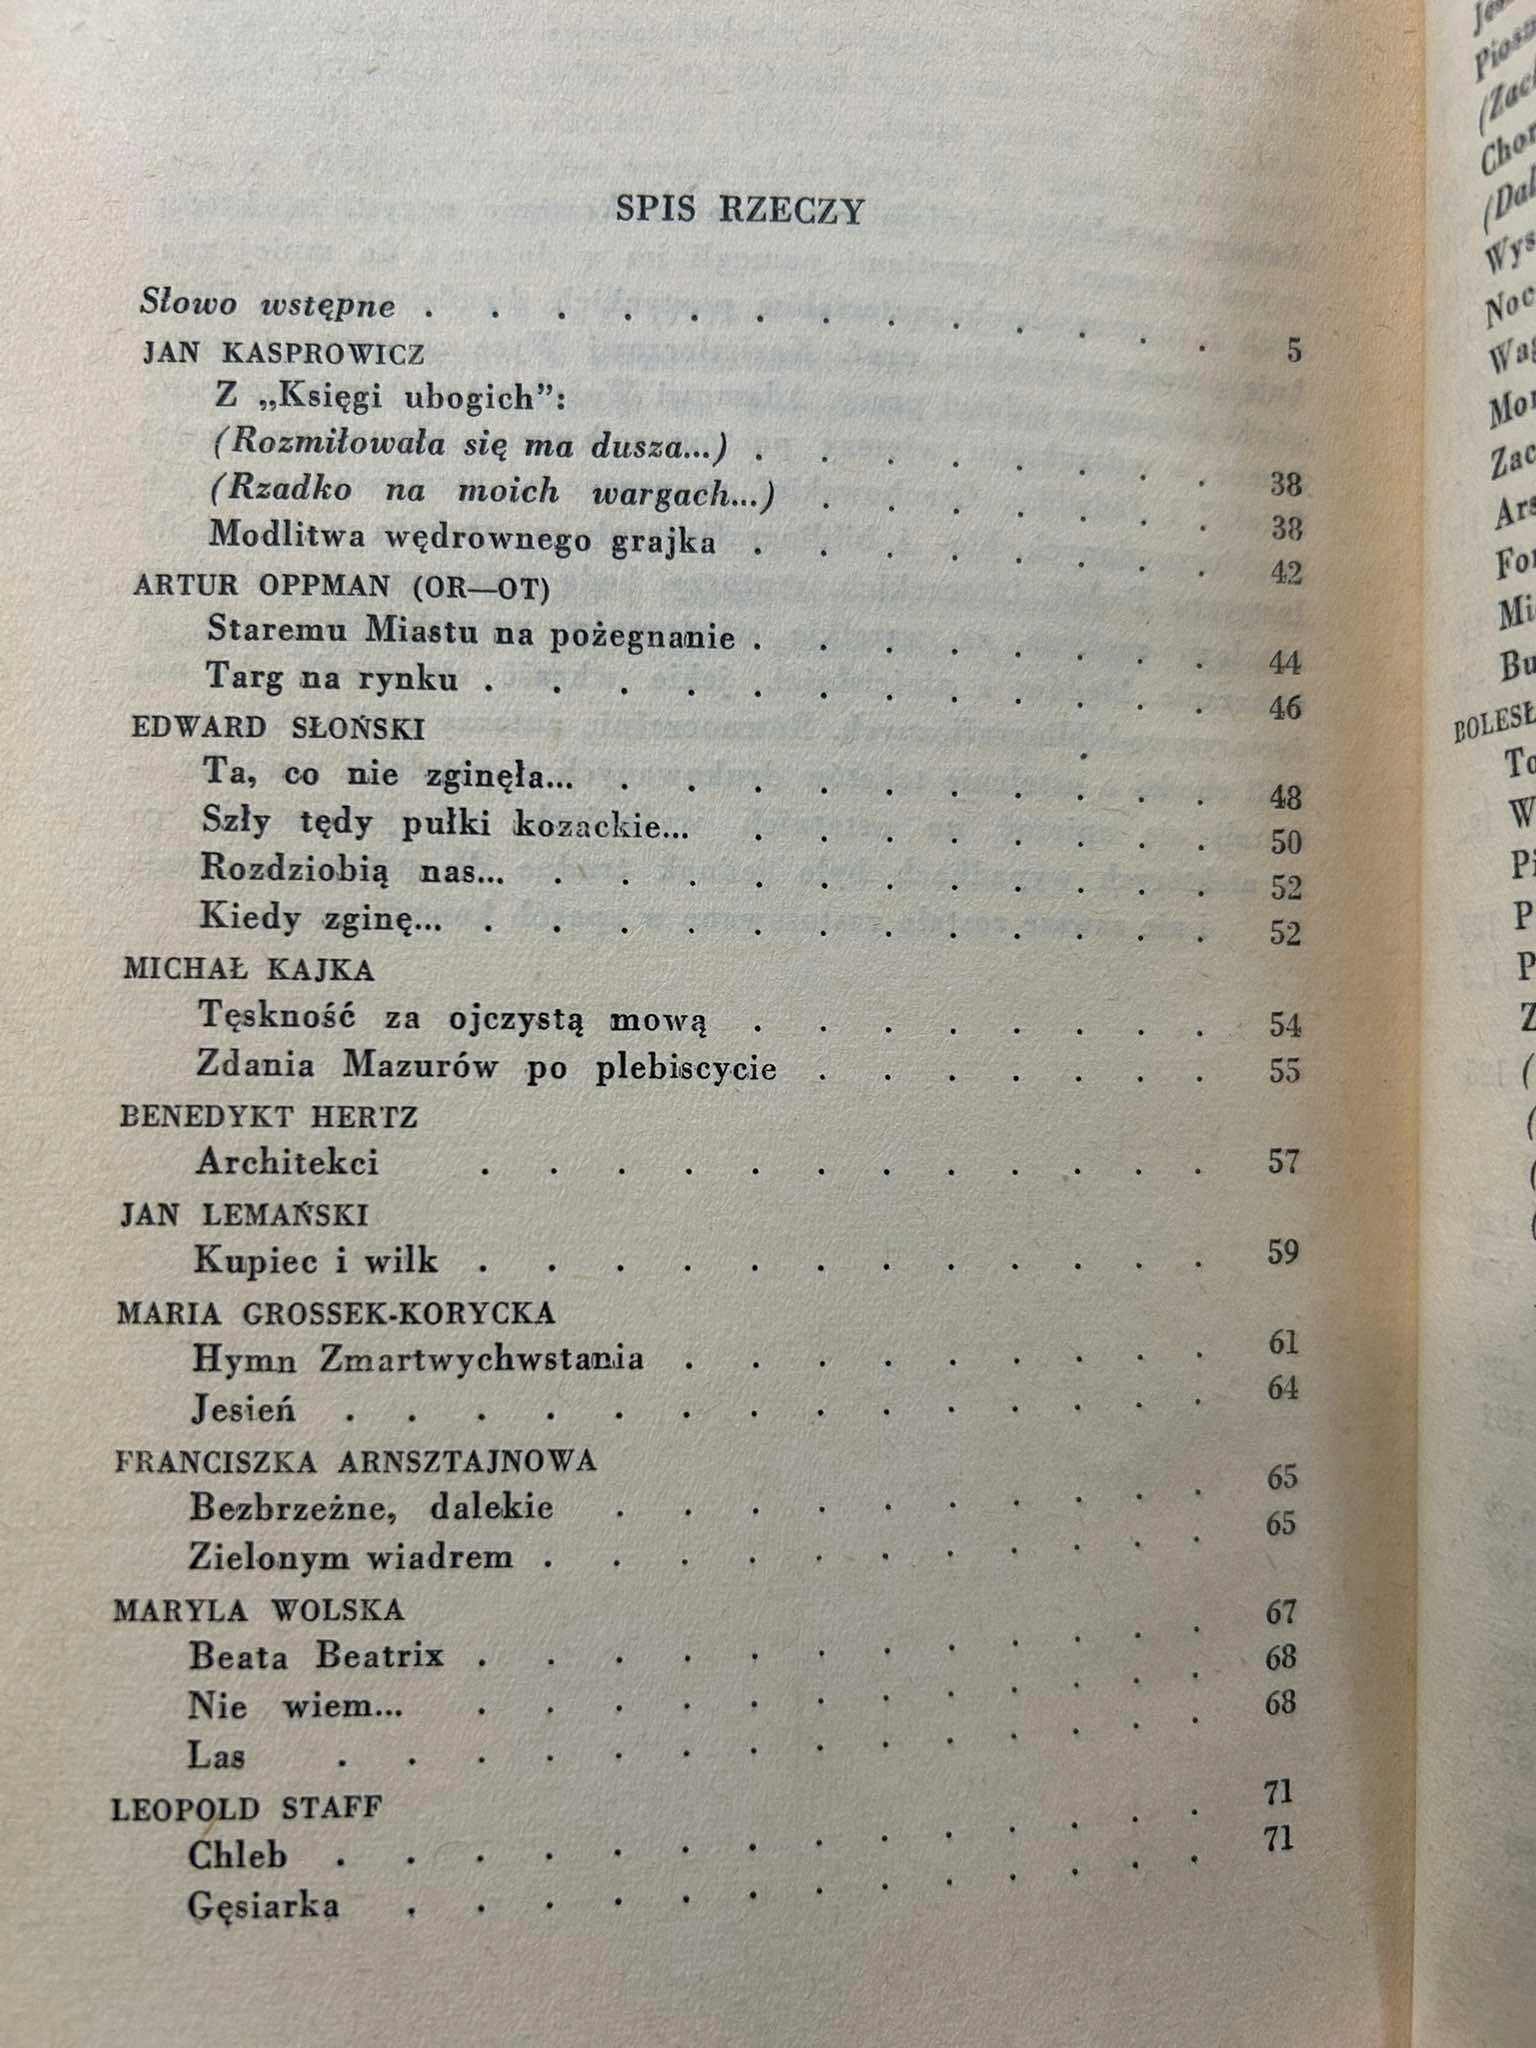 SPIS RZECZY
Słowo wstępne . . . . . . . . . . . . 5
JAN KASPROWICZ
Z „Księgi ubogich”:
(Rozmiłowała się ma dusza...) . . . . . . . . 38
(Rzadko na moich wargach...) . . . . . . . 38
Modlitwa wędrownego grajka . . . . . . . . 42
ARTUR OPPMAN (OR—OT)
Staremu Miastu na pożegnanie . . . . . . . . 44
Targ na rynku . . . . . . . . . . . . 46
EDWARD SŁOŃSKI
Ta, co nie zginęła... . . . . . . . . . . 48
Szły tędy pułki kozackie... . . . . . . . . 50
Rozdziobią nas... . . . . . . . . . . . 52
Kiedy zginę... . . . . . . . . . . . . 52
MICHAŁ KAJKA
Tęskność za ojczystą mową . . . . . . . . 54
Zdania Mazurów po plebiscycie . . . . . . . 55
BENEDYKT HERTZ
Architekci . . . . . . . . . . . . 57
JAN LEMAŃSKI
Kupiec i wilk . . . . . . . . . . . . 59
MARIA GROSSEK-KORYCKA
Hymn Zmartwychwstania . . . . . . . . . 61
Jesień . . . . . . . . . . . . . . 64
FRANCISZKA ARNSZTAJNOWA
Bezbrzeżne, dalekie . . . . . . . . . . 65
Zielonym wiadrem . . . . . . . . . . . 65
MARYLA WOLSKA
Beata Beatrix . . . . . . . . . . . . 67
Nie wiem... . . . . . . . . . . . . 68
Las . . . . . . . . . . . . . . 68
LEOPOLD STAFF
Chleb . . . . . . . . . . . . . . 71
Gęsiarka . . . . . . . . . . . . . 71